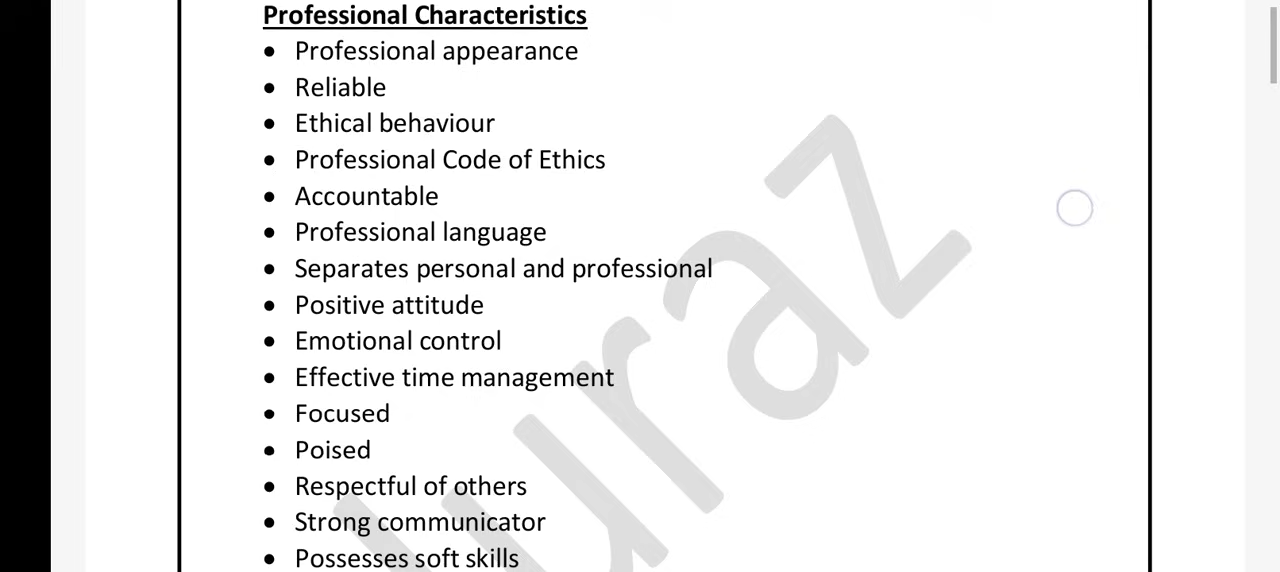 Professional Characteristics
• Professional appearance
• Reliable
• Ethical behaviour
• Professional Code of Ethics
• Accountable
• Professional language
• Separates personal and professional
• Positive attitude
• Emotional control
• Effective time management
• Focused
• Poised
• Respectful of others
• Strong communicator
• Possesses soft skills